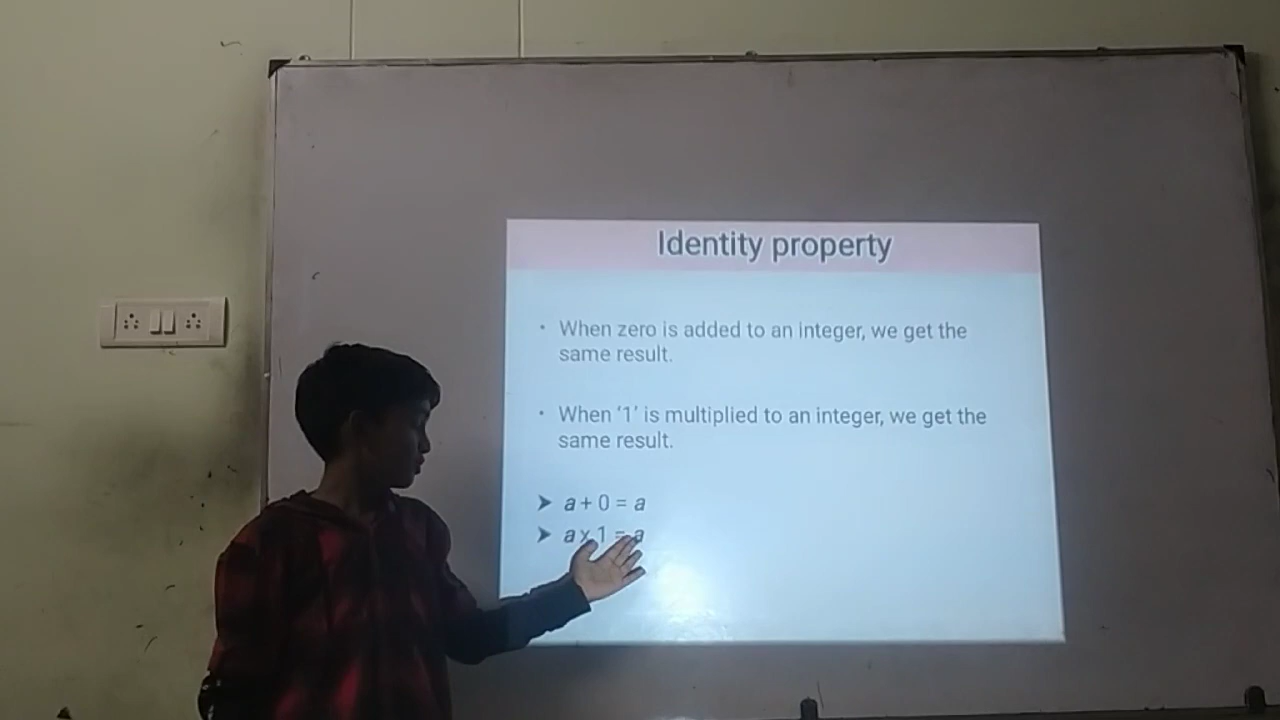 Identity property
• When zero is added to an integer, we get the
same result.
• When ‘1’ is multiplied to an integer, we get the
same result.
➤ a + 0 = a
➤ a x 1 = a